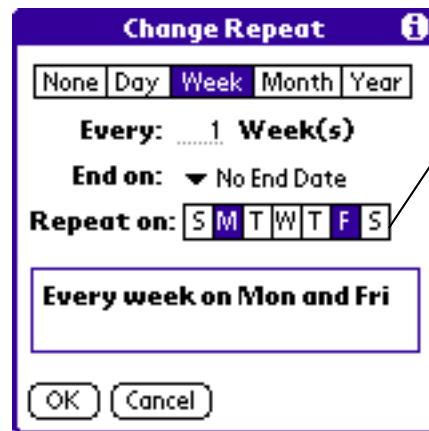 Change Repeat i
None Day Week Month Year
Every: 1 Week(s)
End on: No End Date
Repeat on: S M T W T F S
Every week on Mon and Fri
OK Cancel